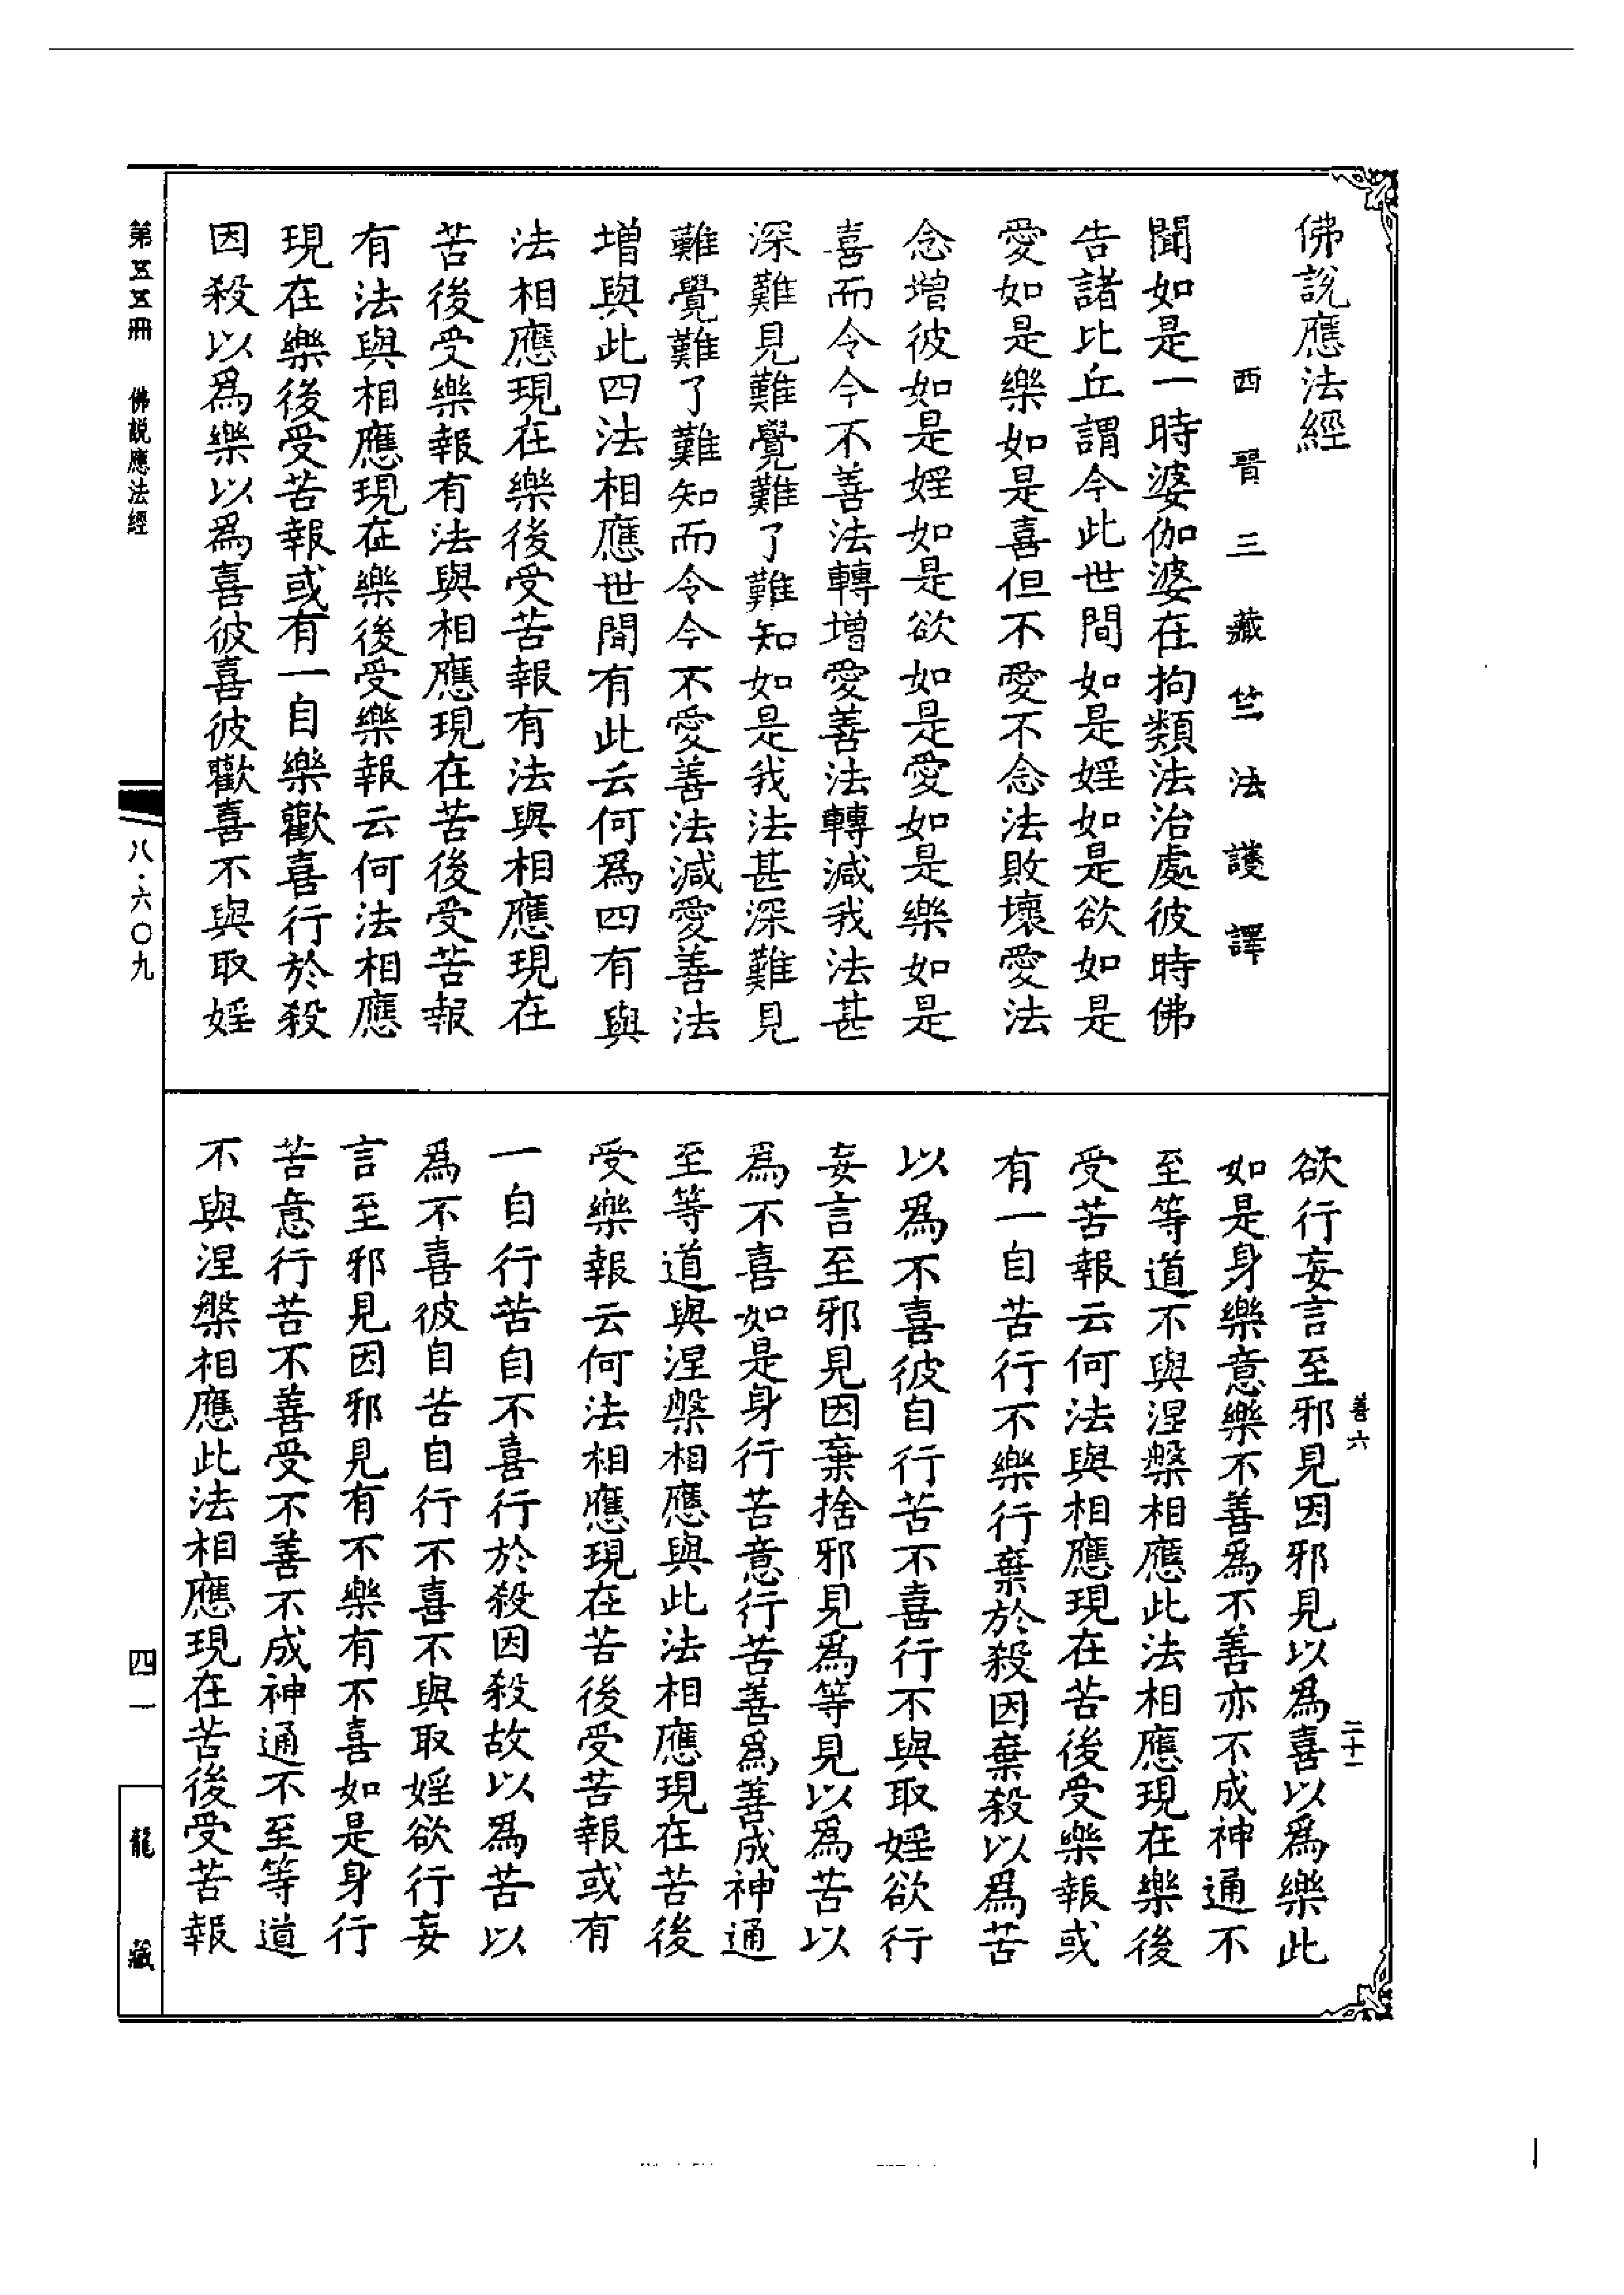 佛說應法經
西晉三藏竺法護譯
聞如是一時婆伽婆在拘類法治處彼時佛
告諸比丘謂今此世間如是婬如是欲如是
愛如是樂如是喜但不愛不念法敗壞愛法
念增彼如是婬如是欲如是愛如是樂如是
喜而令今不善法轉增愛善法轉減我法甚
深難見難覺難了難知如是我法甚深難見
難覺難了難知而令今不愛善法減愛善法
增與此四法相應世間有此云何為四有與
法相應現在樂後受苦報有法與相應現在
苦後受樂報有法與相應現在苦後受苦報
有法與相應現在樂後受樂報云何法相應
現在樂後受苦報或有一自樂歡喜行於殺
因殺以為樂以為喜彼喜彼歡喜不與取婬
欲行妄言至邪見因邪見以為喜以為樂此
如是身樂意樂不善為不善亦不成神通不
至等道不與涅槃相應此法相應現在樂後
受苦報云何法與相應現在苦後受樂報或
有一自苦行不樂行棄於殺因棄殺以為苦
以為不喜彼自行苦不喜行不與取婬欲行
妄言至邪見因棄捨邪見為等見以為苦以
為不喜如是身行苦意行苦善為善成神通
至等道與涅槃相應與此法相應現在苦後
受樂報云何法相應現在苦後受苦報或有
一自行苦自不喜行於殺因殺故以為苦以
為不喜彼自苦自行不喜不與取婬欲行妄
言至邪見因邪見有不樂有不喜如是身行
苦意行苦不善受不善不成神通不至等道
不與涅槃相應此法相應現在苦後受苦報
善六
二十一
第五五冊
佛說應法經
八·六〇九
四一
龍藏